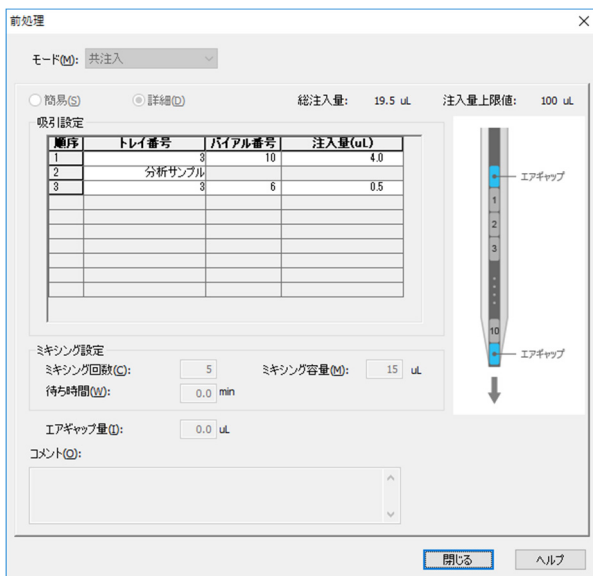 前処理
モード(M): 共注入
簡易(S) 詳細(D) 総注入量: 19.5 uL 注入量上限値: 100 uL
吸引設定
順序 トレイ番号 バイアル番号 注入量(uL)
1 3 10 4.0
2 分析サンプル
3 3 6 0.5
エアギャップ
1
2
3
10
エアギャップ
ミキシング設定
ミキシング回数(C): 5 ミキシング容量(M): 15 uL
待ち時間(W): 0.0 min
エアギャップ量(I): 0.0 uL
コメント(O):
閉じる ヘルプ